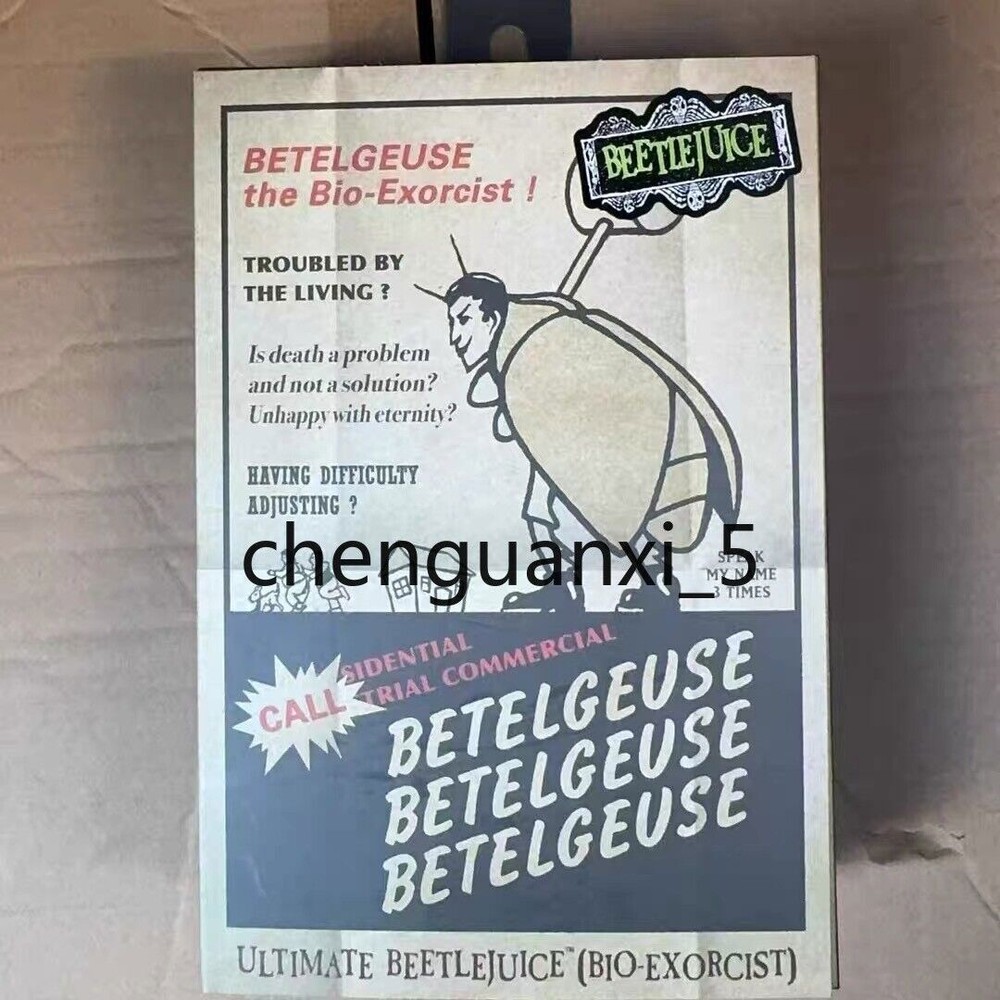 BEETLEJUICE
BETELGEUSE
the Bio-Exorcist !
TROUBLED BY
THE LIVING ?
Is death a problem
and not a solution?
Unhappy with eternity?
HAVING DIFFICULTY
ADJUSTING ?
chenguanxi_5
MY NAME
3 TIMES
SIDENTIAL
TRIAL COMMERCIAL
CALL
BETELGEUSE
BETELGEUSE
BETELGEUSE
ULTIMATE BEETLEJUICE™ (BIO-EXORCIST)